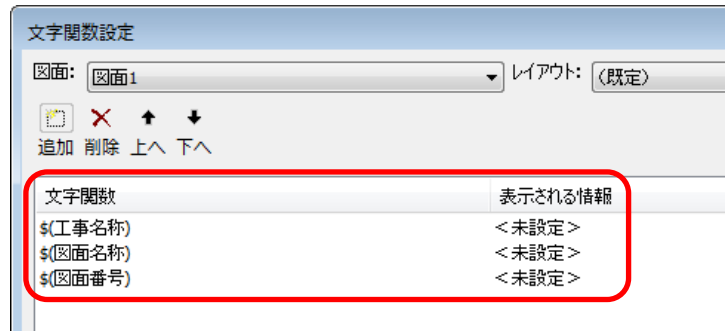 文字関数設定
図面: 図面1 レイアウト: (既定)
追加 削除 上へ 下へ
文字関数 表示される情報
$(工事名称) <未設定>
$(図面名称) <未設定>
$(図面番号) <未設定>